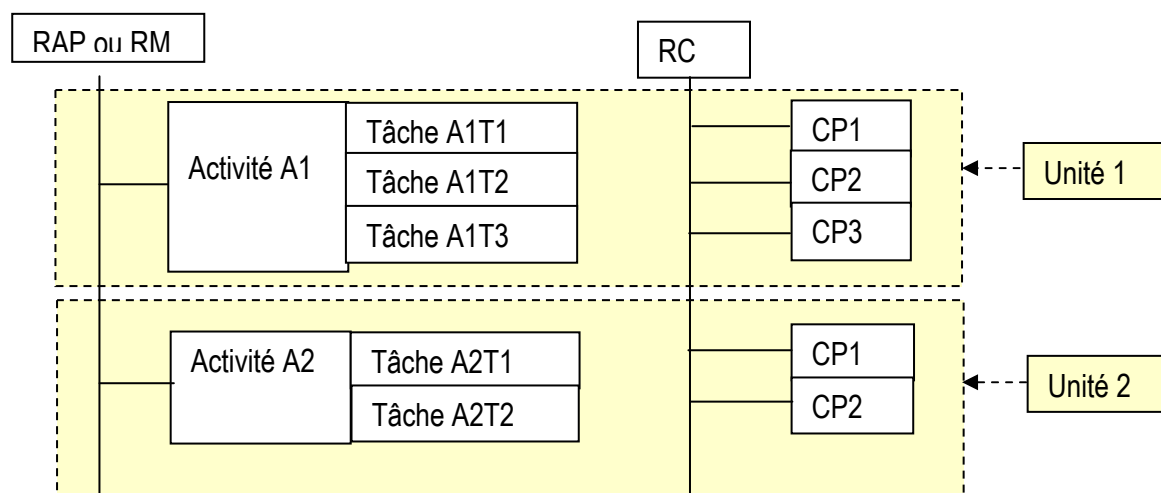 RAP ou RM
RC
Activité A1
Tâche A1T1
Tâche A1T2
Tâche A1T3
CP1
CP2
CP3
Unité 1
Activité A2
Tâche A2T1
Tâche A2T2
CP1
CP2
Unité 2